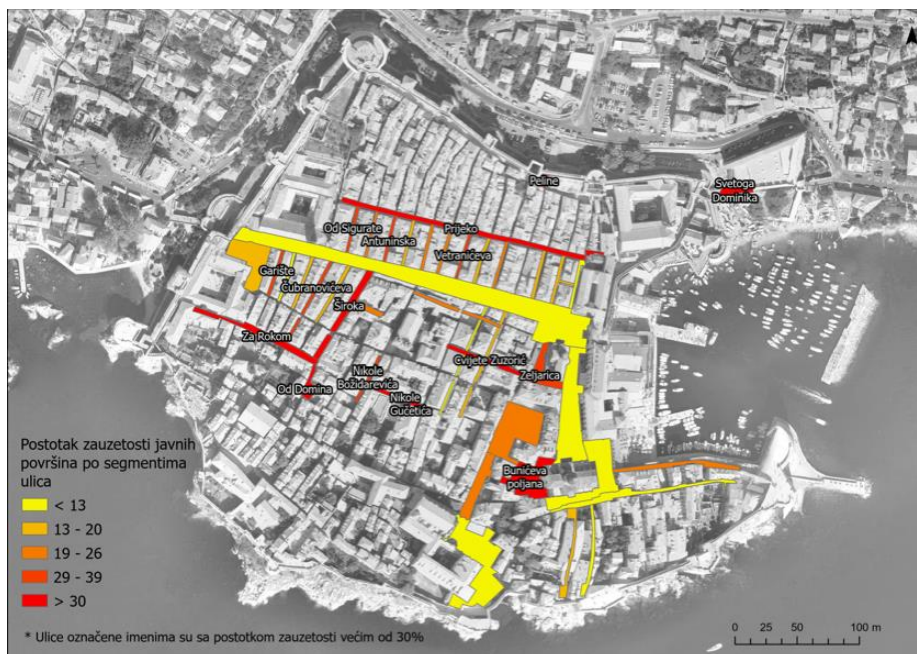 Peline
Svetoga
Dominika
Od Sigurate
Prijeko
Antuninska
Vetranićeva
Garište
Čubranovićeva
Široka
Za Rokom
Cvijete Zuzorić
Željarica
Nikole
Božidarevića
Od Domina
Nikole
Gučetića
Bunićeva
poljana
Postotak zauzetosti javnih
površina po segmentima
ulica
< 13
13 - 20
19 - 26
29 - 39
> 30
* Ulice označene imenima su sa postotkom zauzetosti većim od 30%
0 25 50 100 m